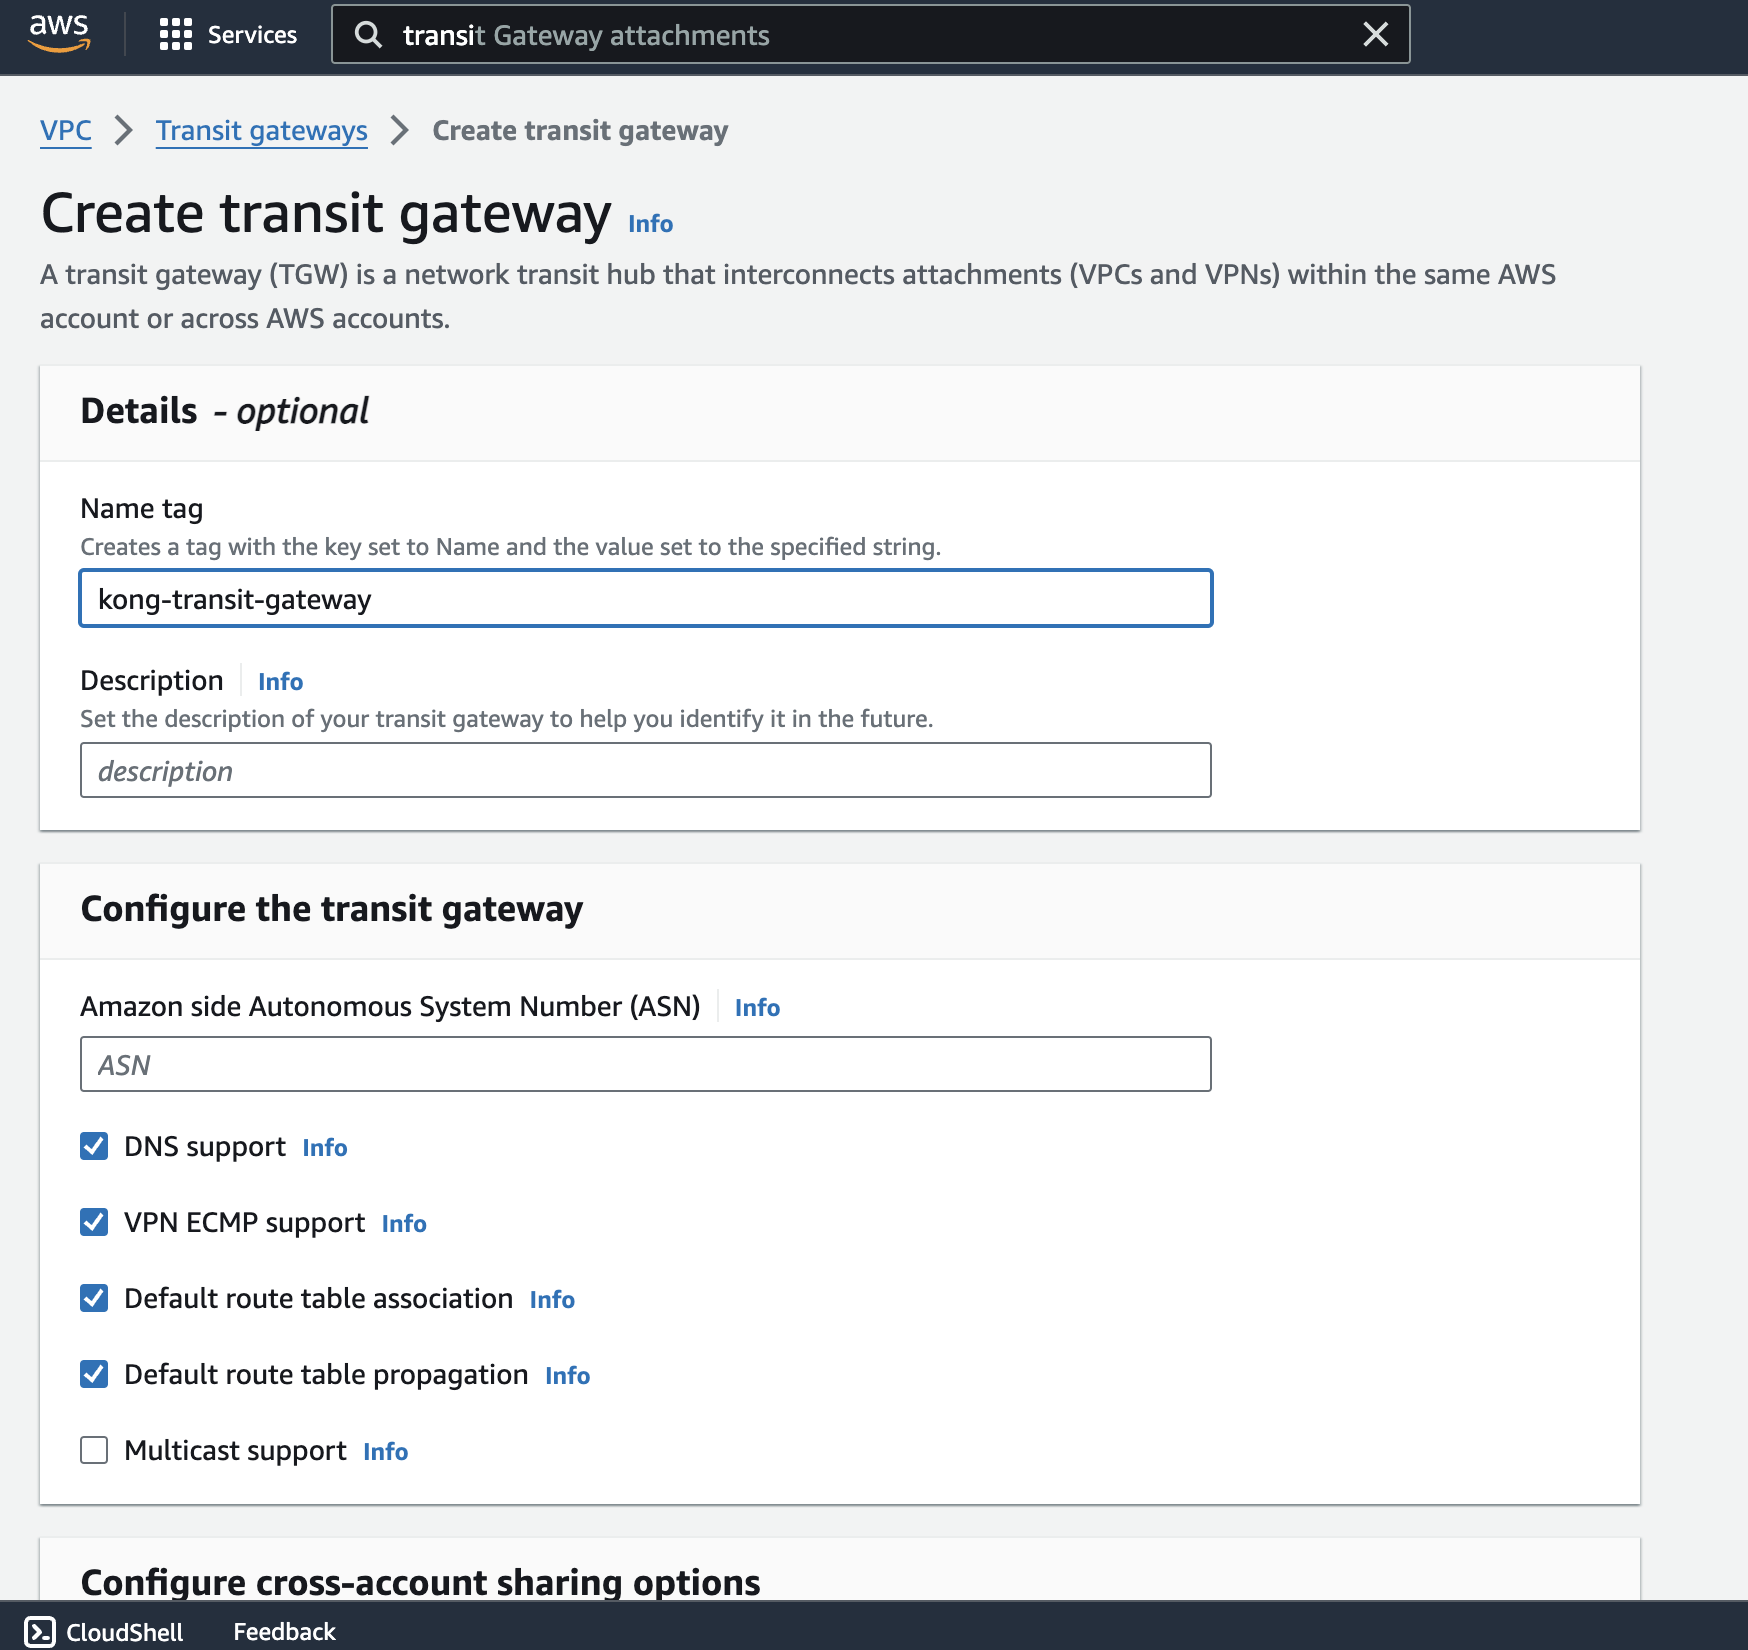 aws
Services
transit Gateway attachments
VPC
Transit gateways
Create transit gateway
Create transit gateway Info
A transit gateway (TGW) is a network transit hub that interconnects attachments (VPCs and VPNs) within the same AWS
account or across AWS accounts.
Details - optional
Name tag
Creates a tag with the key set to Name and the value set to the specified string.
kong-transit-gateway
Description Info
Set the description of your transit gateway to help you identify it in the future.
description
Configure the transit gateway
Amazon side Autonomous System Number (ASN) Info
ASN
DNS support Info
VPN ECMP support Info
Default route table association Info
Default route table propagation Info
Multicast support Info
Configure cross-account sharing options
CloudShell
Feedback